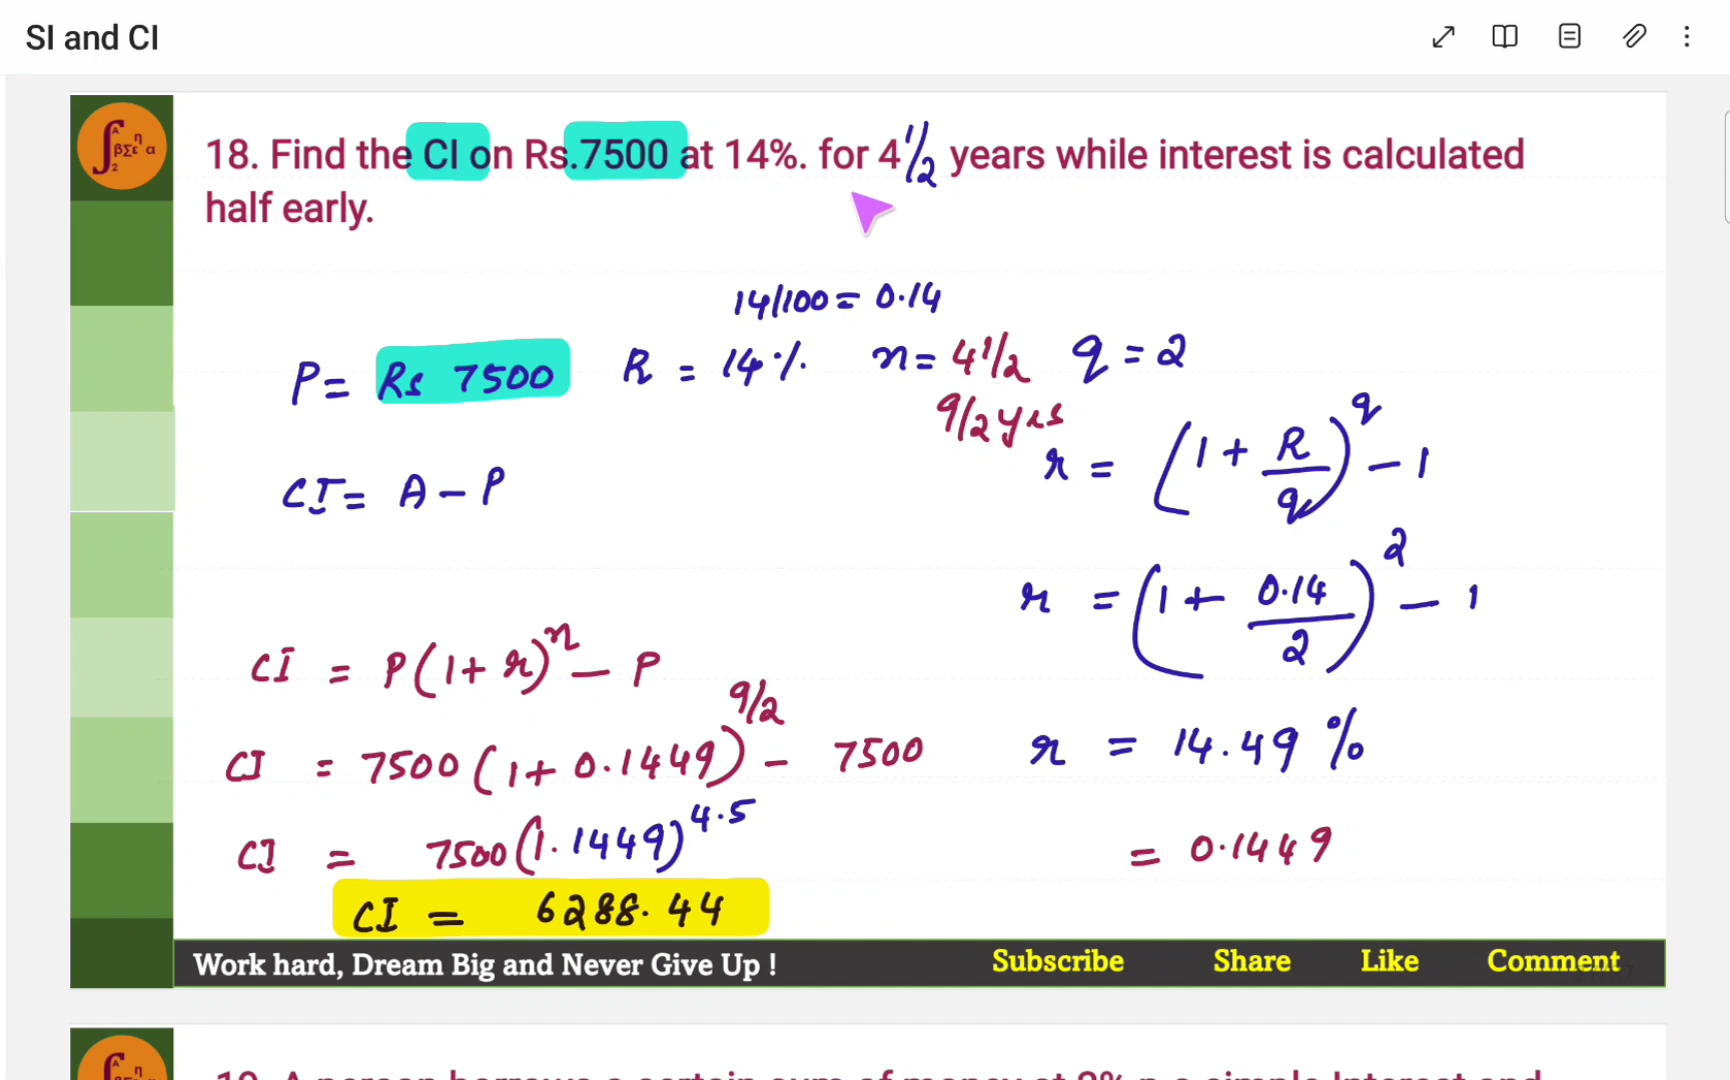 SI and CI
18. Find the CI on Rs.7500 at 14%. for 4 1/2 years while interest is calculated
half early.
14/100 = 0.14
P = Rs 7500 R = 14% n = 4 1/2 q = 2
9/2 yrs
r = (1 + R/q)^q - 1
CI = A - P
r = (1 + 0.14/2)^2 - 1
CI = P(1 + r)^n - P
CI = 7500 (1 + 0.1449)^9/2 - 7500
r = 14.49 %
CI = 7500 (1.1449)^4.5
= 0.1449
CI = 6288.44
Work hard, Dream Big and Never Give Up ! Subscribe Share Like Comment